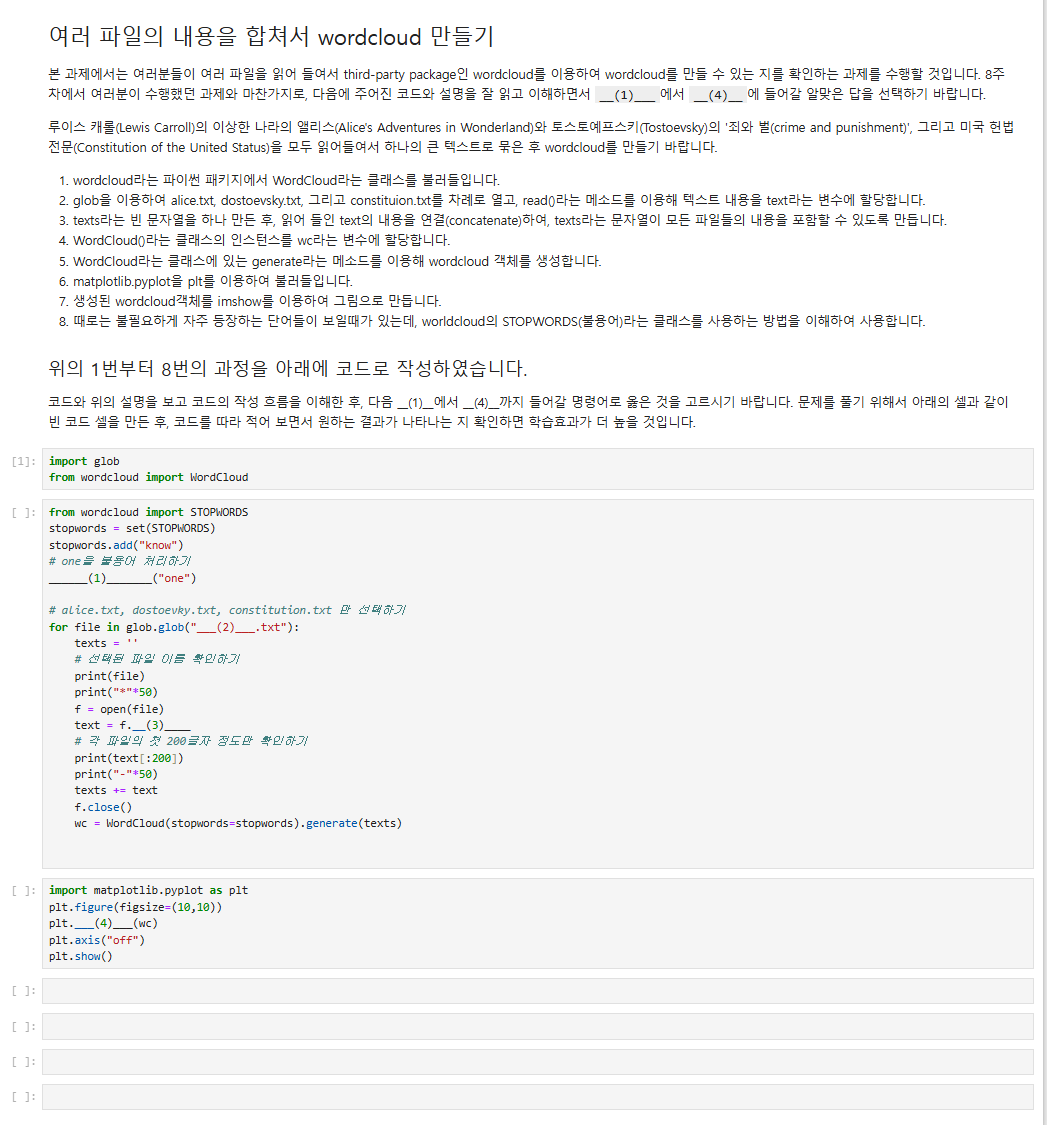 여러 파일의 내용을 합쳐서 wordcloud 만들기
본 과제에서는 여러분들이 여러 파일을 읽어 들여서 third-party package인 wordcloud를 이용하여 wordcloud를 만들 수 있는 지를 확인하는 과제를 수행할 것입니다. 8주
차에서 여러분이 수행했던 과제와 마찬가지로, 다음에 주어진 코드와 설명을 잘 읽고 이해하면서 __(1)___ 에서 __(4)__ 에 들어갈 알맞은 답을 선택하기 바랍니다.
루이스 캐롤(Lewis Carroll)의 이상한 나라의 앨리스(Alice's Adventures in Wonderland)와 토스토예프스키(Tostoevsky)의 '죄와 벌(crime and punishment)', 그리고 미국 헌법
전문(Constitution of the United Status)을 모두 읽어들여서 하나의 큰 텍스트로 묶은 후 wordcloud를 만들기 바랍니다.
1. wordcloud라는 파이썬 패키지에서 WordCloud라는 클래스를 불러들입니다.
2. glob을 이용하여 alice.txt, dostoevsky.txt, 그리고 constituion.txt를 차례로 열고, read()라는 메소드를 이용해 텍스트 내용을 text라는 변수에 할당합니다.
3. texts라는 빈 문자열을 하나 만든 후, 읽어 들인 text의 내용을 연결(concatenate)하여, texts라는 문자열이 모든 파일들의 내용을 포함할 수 있도록 만듭니다.
4. WordCloud()라는 클래스의 인스턴스를 wc라는 변수에 할당합니다.
5. WordCloud라는 클래스에 있는 generate라는 메소드를 이용해 wordcloud 객체를 생성합니다.
6. matplotlib.pyplot을 plt를 이용하여 불러들입니다.
7. 생성된 wordcloud객체를 imshow를 이용하여 그림으로 만듭니다.
8. 때로는 불필요하게 자주 등장하는 단어들이 보일때가 있는데, worldcloud의 STOPWORDS(불용어)라는 클래스를 사용하는 방법을 이해하여 사용합니다.
위의 1번부터 8번의 과정을 아래에 코드로 작성하였습니다.
코드와 위의 설명을 보고 코드의 작성 흐름을 이해한 후, 다음 __(1)__에서 __(4)__까지 들어갈 명령어로 옳은 것을 고르시기 바랍니다. 문제를 풀기 위해서 아래의 셀과 같이
빈 코드 셀을 만든 후, 코드를 따라 적어 보면서 원하는 결과가 나타나는 지 확인하면 학습효과가 더 높을 것입니다.
[1]: import glob
from wordcloud import WordCloud
[ ]: from wordcloud import STOPWORDS
stopwords = set(STOPWORDS)
stopwords.add("know")
# one을 불용어 처리하기
______(1)_______("one")
# alice.txt, dostoevky.txt, constitution.txt 만 선택하기
for file in glob.glob("___(2)___.txt"):
texts = ''
# 선택된 파일 이름 확인하기
print(file)
print("*"*50)
f = open(file)
text = f.__(3)____
# 각 파일의 첫 200글자 정도만 확인하기
print(text[:200])
print("-"*50)
texts += text
f.close()
wc = WordCloud(stopwords=stopwords).generate(texts)
[ ]: import matplotlib.pyplot as plt
plt.figure(figsize=(10,10))
plt.___(4)___(wc)
plt.axis("off")
plt.show()
[ ]:
[ ]:
[ ]:
[ ]: